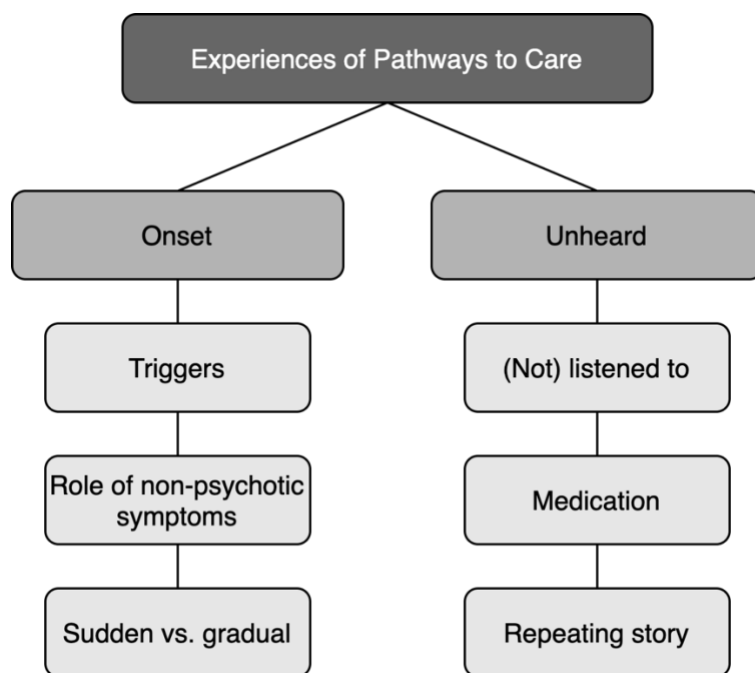 Experiences of Pathways to Care
Onset
Unheard
Triggers
(Not) listened to
Role of non-psychotic
symptoms
Medication
Sudden vs. gradual
Repeating story